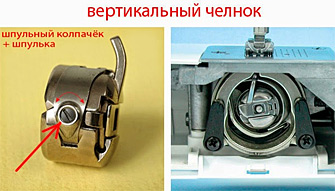 вертикальный челнок
шпульный колпачёк
+ шпулька